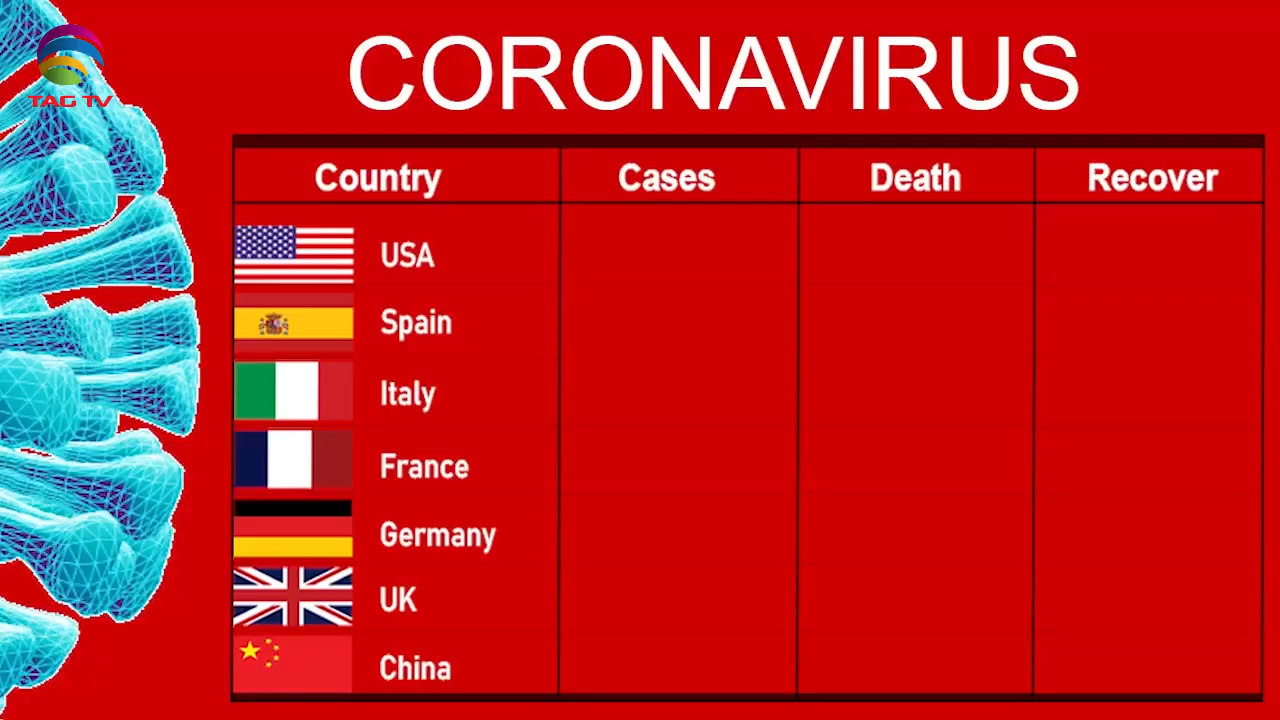 TAG TV
CORONAVIRUS
Country Cases Death Recover
USA
Spain
Italy
France
Germany
UK
China